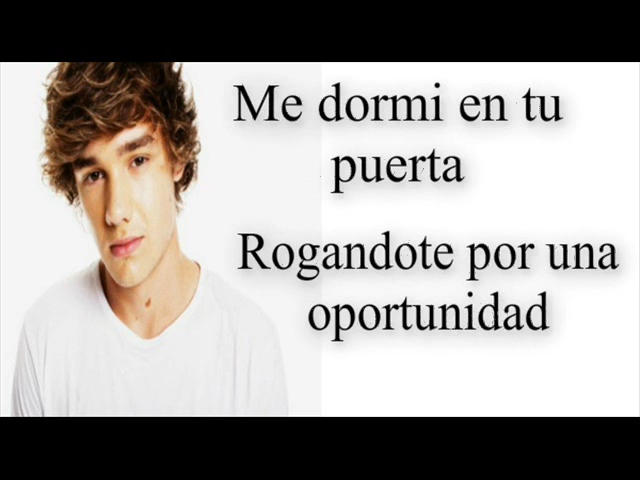 Me dormi en tu
puerta
Rogandote por una
oportunidad